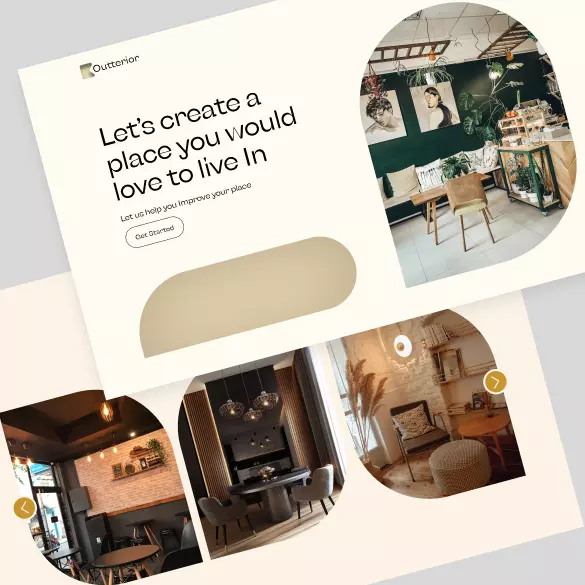 Outterior
Let's create a
place you would
love to live In
Let us help you Improve your place
Get Started